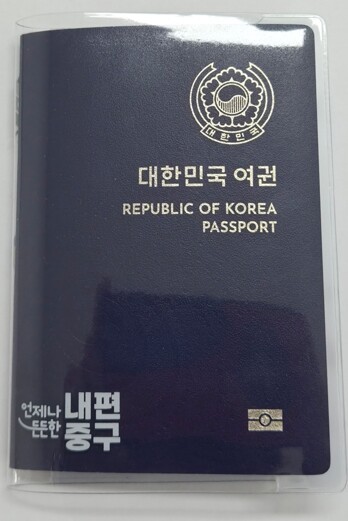 대한민국
대한민국 여권
REPUBLIC OF KOREA
PASSPORT
언제나 든든한
내편
중구